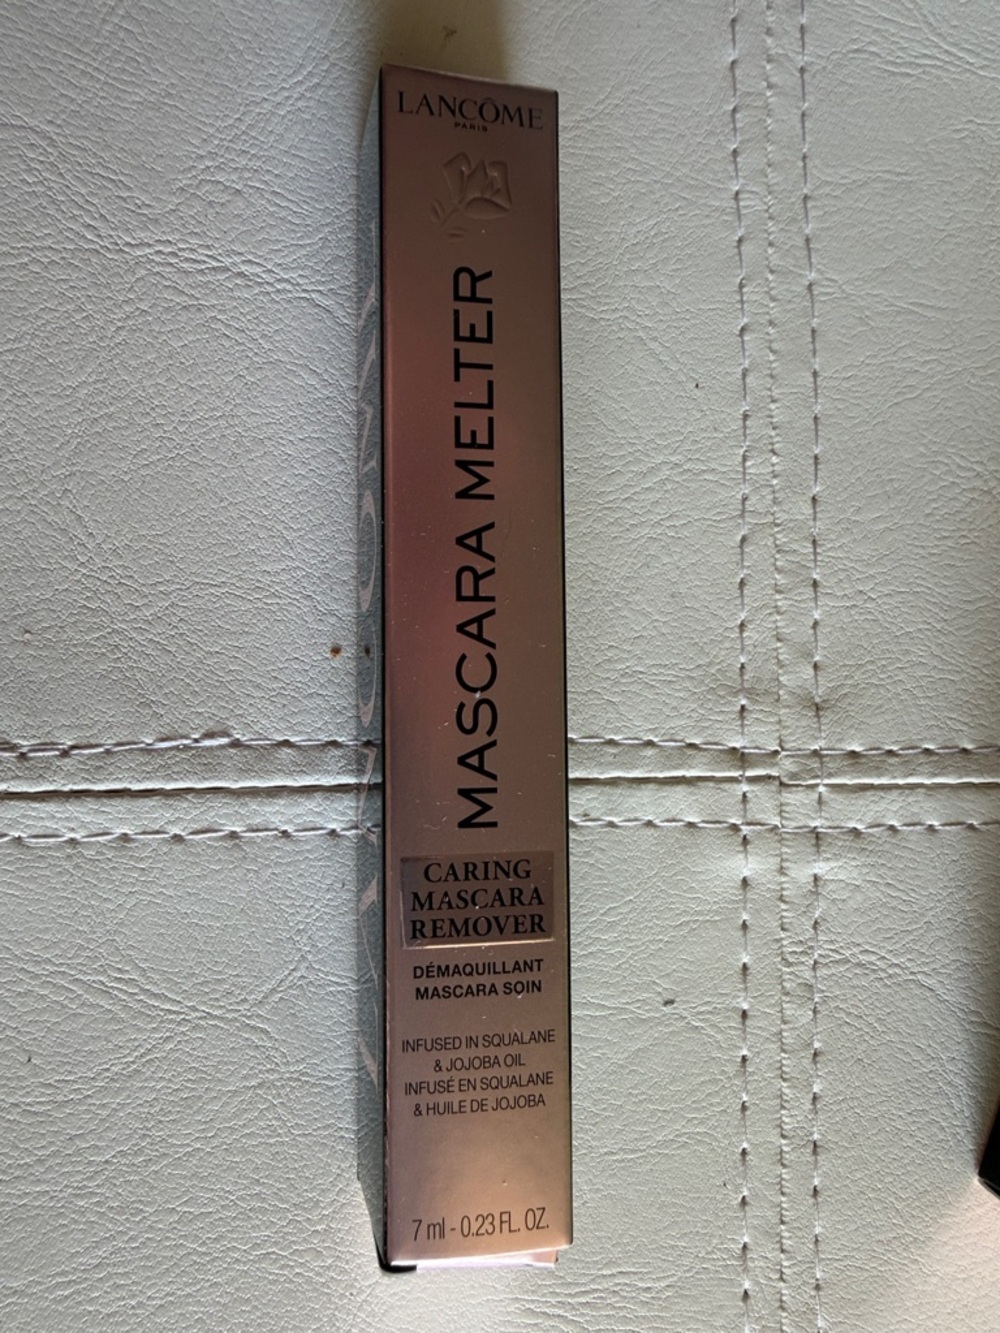 LANCÔME
PARIS
MASCARA MELTER
CARING
MASCARA
REMOVER
DÉMAQUILLANT
MASCARA SOIN
INFUSED IN SQUALANE
& JOJOBA OIL
INFUSÉ EN SQUALANE
& HUILE DE JOJOBA
7 ml - 0.23 FL. OZ.
LANCÔME